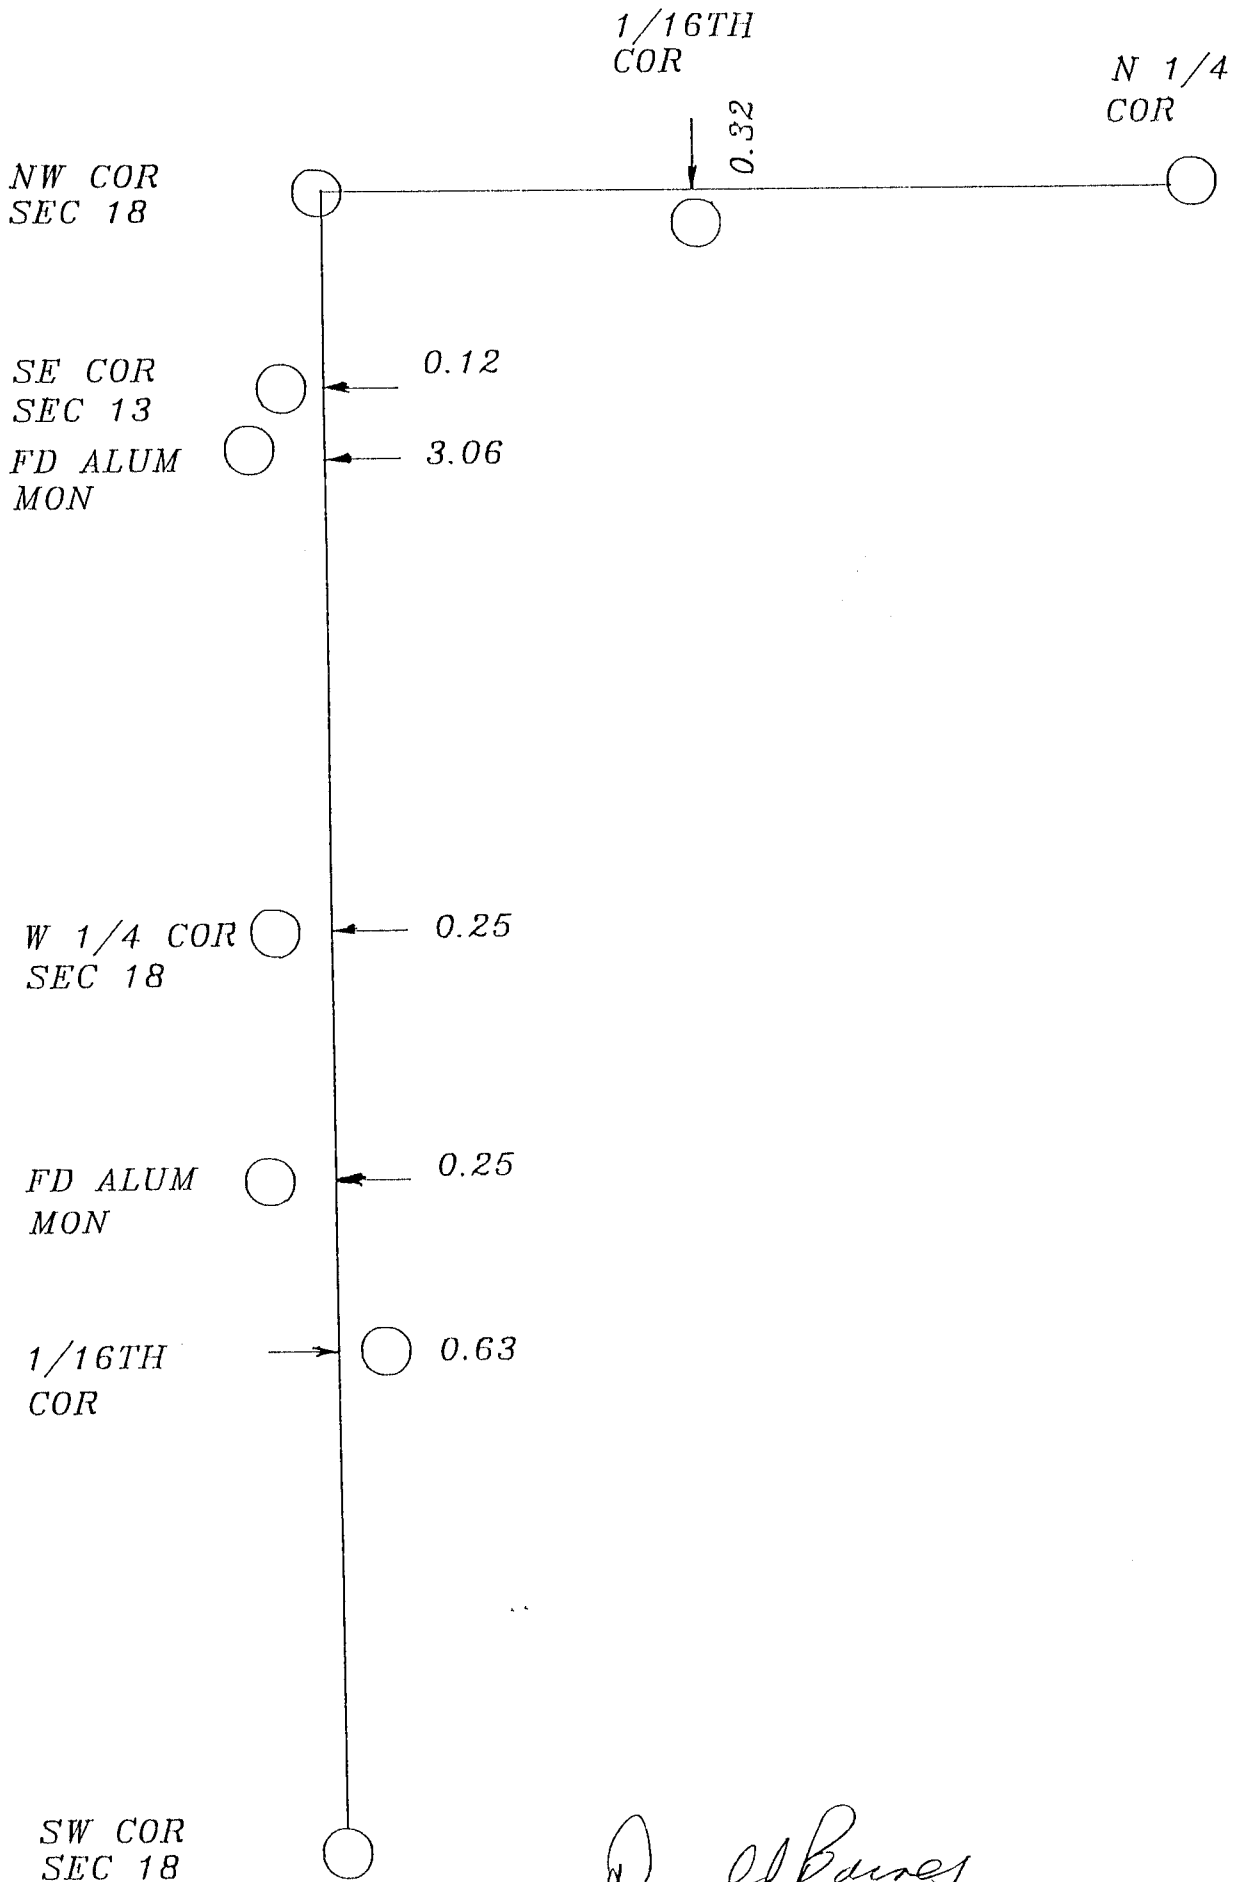 1/16TH
COR
N 1/4
COR
0.32
NW COR
SEC 18
SE COR
SEC 13
0.12
FD ALUM
MON
3.06
W 1/4 COR
SEC 18
0.25
FD ALUM
MON
0.25
1/16TH
COR
0.63
SW COR
SEC 18